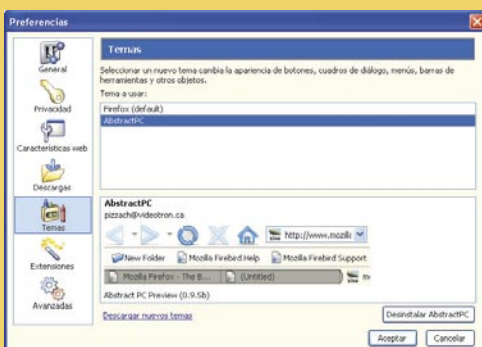 Preferencias
General
Privacidad
Características web
Descargas
Temas
Extensiones
Avanzadas
Temas
Seleccionar un nuevo tema cambia la apariencia de botones, cuadros de diálogo, menús, barras de
herramientas y otros objetos.
Tema a usar:
Firefox (default)
AbstractPC
AbstractPC
pizzach@videotron.ca
http://www.mozilla
New Folder Mozilla Firebird Help Mozilla Firebird Support
Mozilla Firefox - The B... (Untitled) m
Abstract PC Preview (0.9.5b)
Descargar nuevos temas
Desinstalar AbstractPC
Aceptar Cancelar